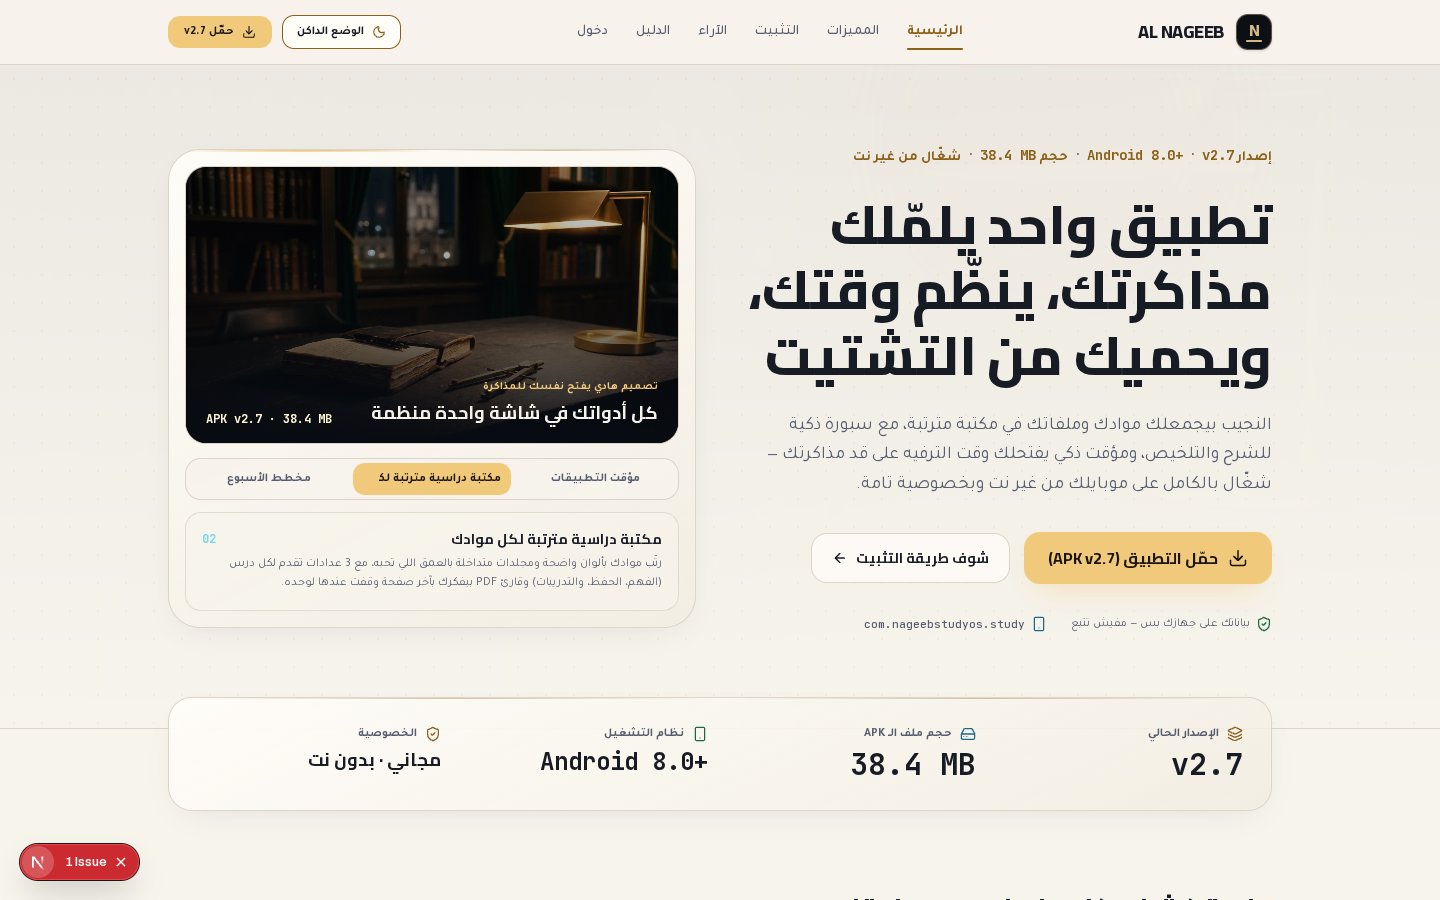 N
AL NAGEEB
الرئيسية
المميزات
التثبيت
الآراء
الدليل
دخول
الوضع الداكن
حمّل v2.7
إصدار v2.7 · Android 8.0+ · حجم 38.4 MB · شغّال من غير نت
تطبيق واحد يلمّلك
مذاكرتك، ينظّم وقتك،
ويحميك من التشتيت
النجيب بيجمعلك موادك وملفاتك في مكتبة مترتبة، مع سبورة ذكية
للشرح والتلخيص، ومؤقت ذكي يفتحلك وقت الترفيه على قد مذاكرتك —
شغّال بالكامل على موبايلك من غير نت وبخصوصية تامة.
حمّل التطبيق (APK v2.7)
شوف طريقة التثبيت
بياناتك على جهازك بس — مفيش تتبع
com.nageebstudyos.study
تصميم هادي يفتح نفسك للمذاكرة
كل أدواتك في شاشة واحدة منظمة
APK v2.7 · 38.4 MB
مؤقت التطبيقات
مكتبة دراسية مترتبة لك
مخطط الأسبوع
مكتبة دراسية مترتبة لكل موادك
02
رتّب موادك بألوان واضحة ومجلدات متداخلة بالعمق اللي تحبه، مع 3 عدادات تقدم لكل درس
(الفهم، الحفظ، والتدريبات) وقارئ PDF بيفكرك بآخر صفحة وقفت عندها لوحده.
الإصدار الحالي
v2.7
حجم ملف الـ APK
38.4 MB
نظام التشغيل
Android 8.0+
الخصوصية
مجاني · بدون نت
N
1 Issue